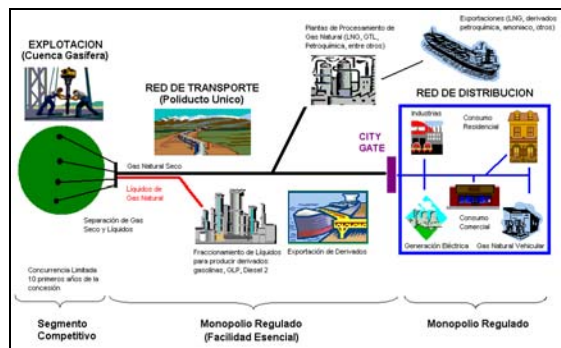 EXPLOTACION
(Cuenca Gasífera)
RED DE TRANSPORTE
(Poliducto Unico)
Plantas de Procesamiento de
Gas Natural (LNG, GTL,
Petroquímica, entre otros)
Exportaciones (LNG, derivados
petroquímica, amoniaco, otros)
RED DE DISTRIBUCION
CITY
GATE
Industrias
Consumo
Residencial
Gas Natural Seco
Líquidos de
Gas Natural
Separación de Gas
Seco y Líquidos
Fraccionamiento de Líquidos
para producir derivados
gasolinas, GLP, Diesel 2
Exportación de Derivados
Consumo
Comercial
Generación Eléctrica
Gas Natural Vehicular
Concurrencia Limitada
10 primeros años de la
concesión
Segmento
Competitivo
Monopolio Regulado
(Facilidad Esencial)
Monopolio Regulado